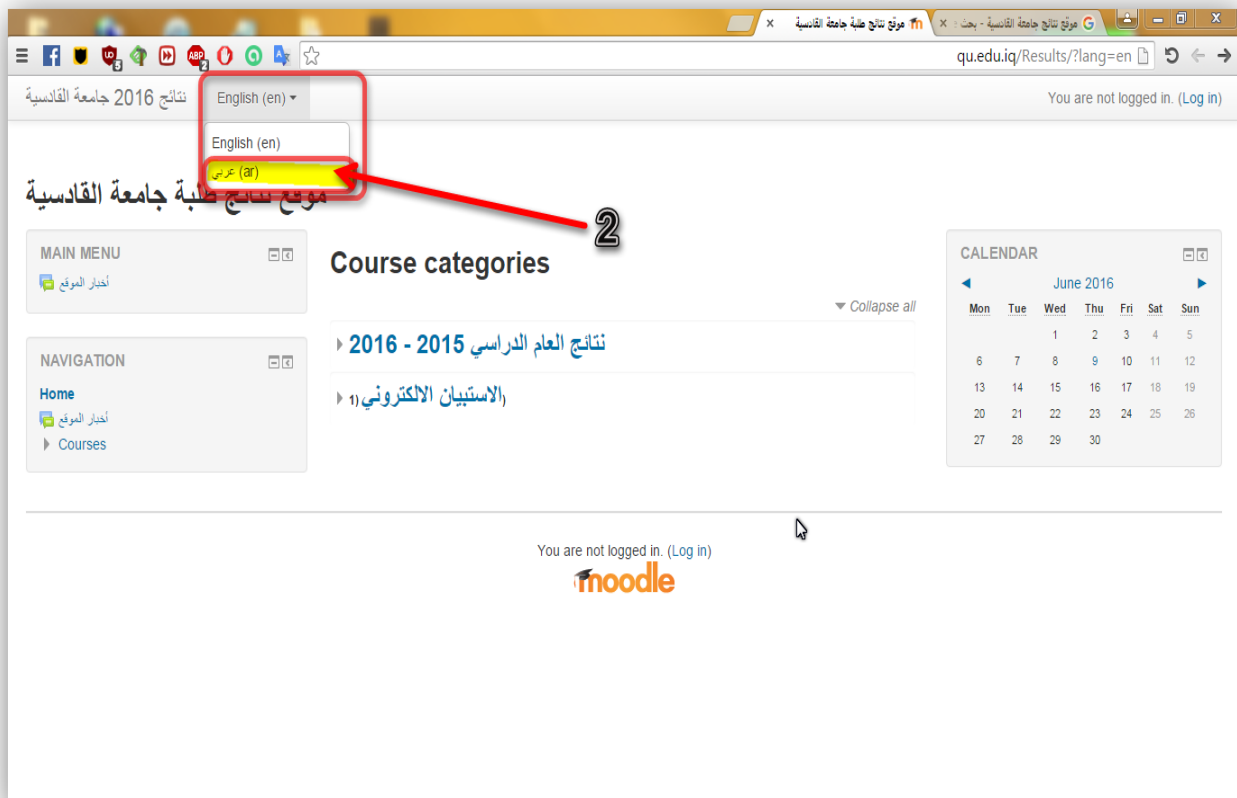 موقع نتائج طلبة جامعة القادسية
موقع نتائج جامعة القادسية - بحث
qu.edu.iq/Results/?lang=en
UD
5
ABP
2
نتائج 2016 جامعة القادسية
English (en)
You are not logged in. (Log in)
English (en)
عربي (ar)
2
موقع نتائج طلبة جامعة القادسية
MAIN MENU
أخبار الموقع
NAVIGATION
Home
أخبار الموقع
Courses
Course categories
Collapse all
نتائج العام الدراسي 2015 - 2016
الاستبيان الالكتروني (1)
CALENDAR
June 2016
Mon Tue Wed Thu Fri Sat Sun
1 2 3 4 5
6 7 8 9 10 11 12
13 14 15 16 17 18 19
20 21 22 23 24 25 26
27 28 29 30
You are not logged in. (Log in)
moodle